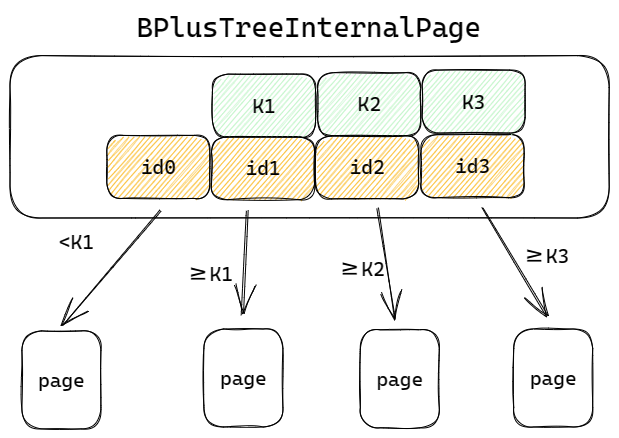 BPlusTreeInternalPage
K1 K2 K3
id0 id1 id2 id3
<K1
≥K1
≥K2
≥K3
page page page page